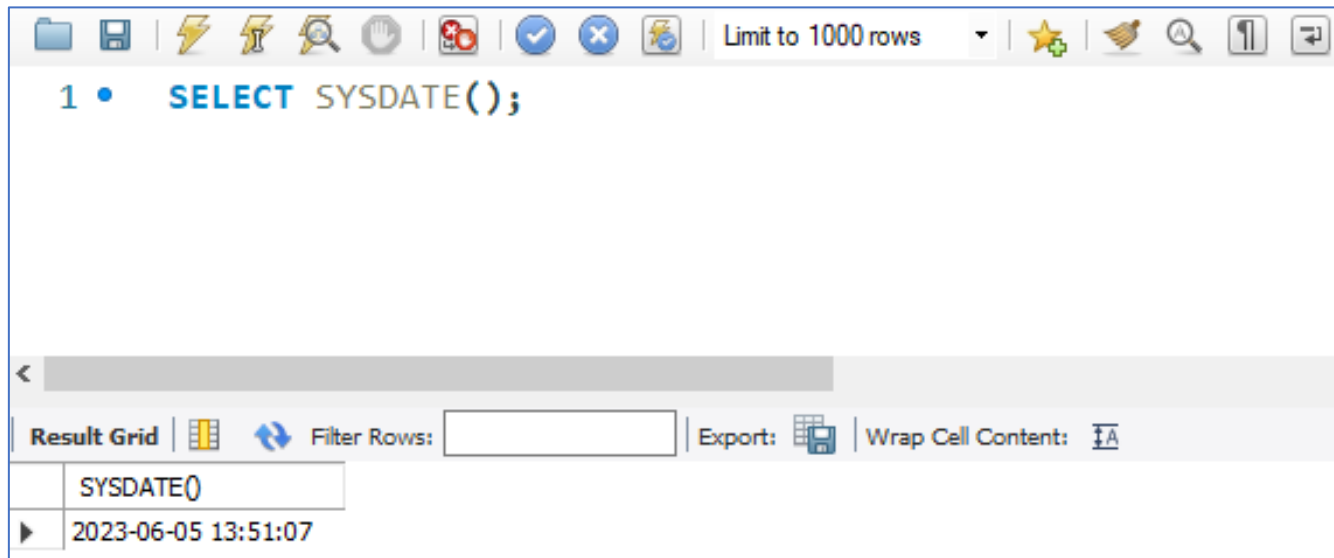 Limit to 1000 rows
1 SELECT SYSDATE();
Result Grid Filter Rows: Export: Wrap Cell Content: IA
SYSDATE()
2023-06-05 13:51:07